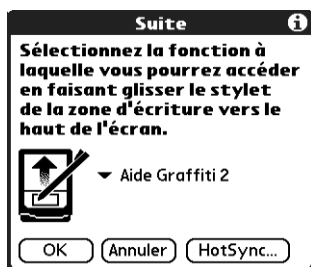 Suite
Sélectionnez la fonction à
laquelle vous pourrez accéder
en faisant glisser le stylet
de la zone d'écriture vers le
haut de l'écran.
Aide Graffiti 2
OK Annuler HotSync...